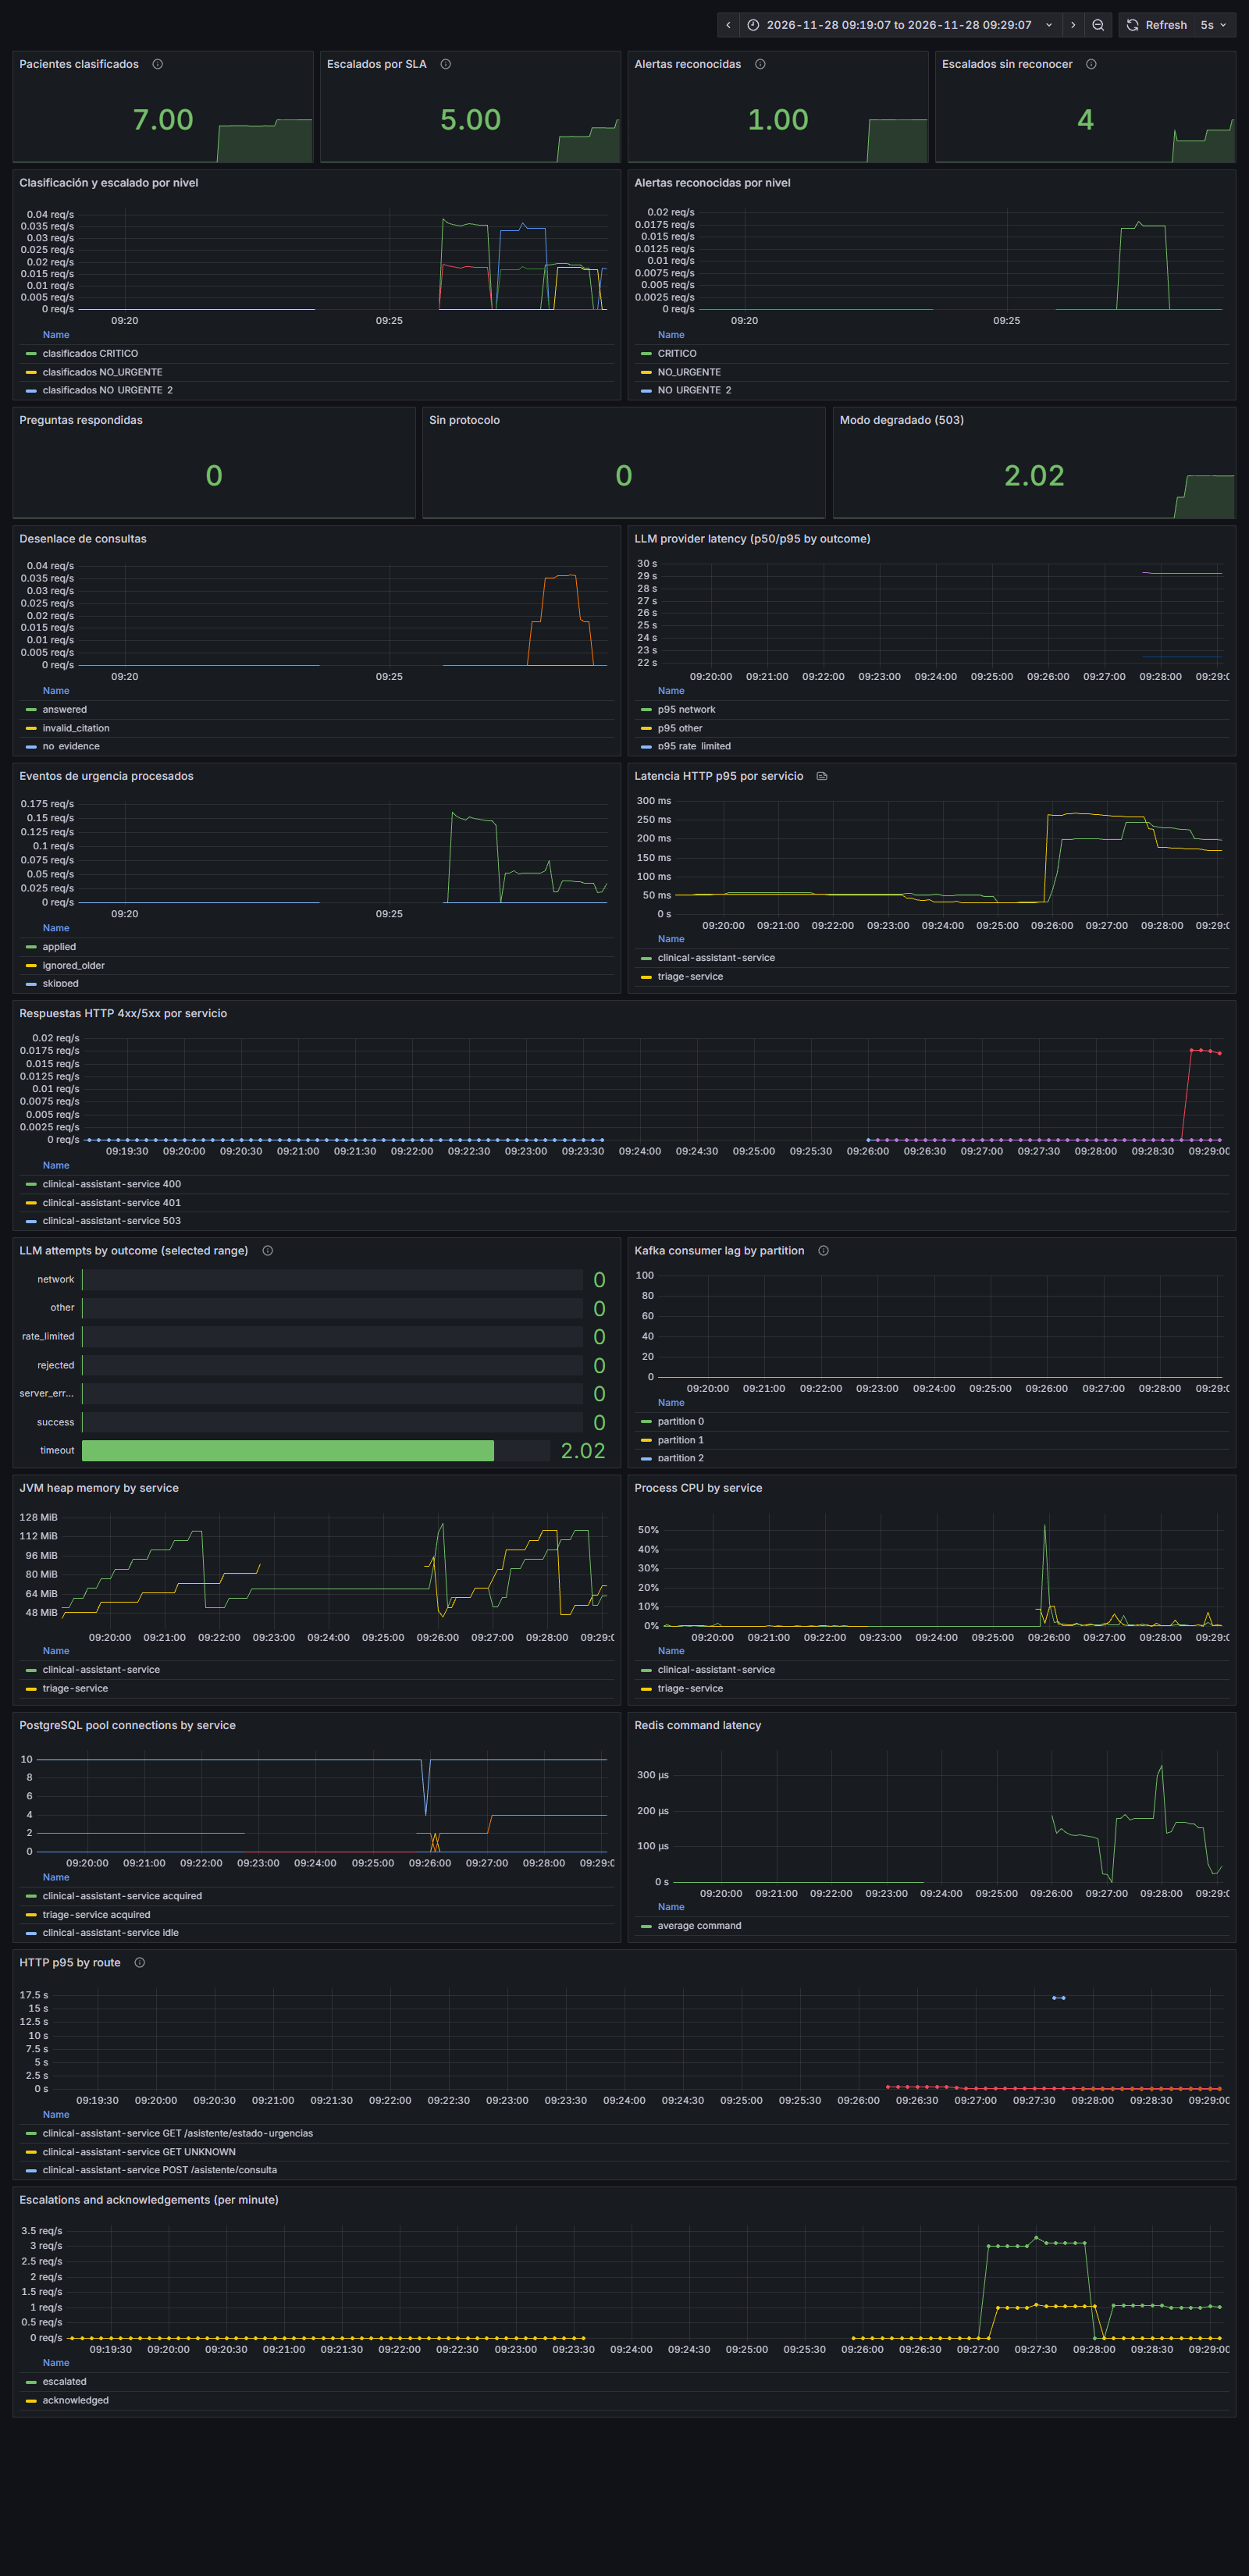 2026-11-28 09:19:07 to 2026-11-28 09:29:07 Refresh 5s
Pacientes clasificados Escalados por SLA Alertas reconocidas Escalados sin reconocer
7.00 5.00 1.00 4
Clasificación y escalado por nivel
0.04 req/s
0.035 req/s
0.03 req/s
0.025 req/s
0.02 req/s
0.015 req/s
0.01 req/s
0.005 req/s
0 req/s
09:20 09:25
Name
clasificados CRITICO
clasificados NO_URGENTE
clasificados NO URGENTE 2
Alertas reconocidas por nivel
0.02 req/s
0.0175 req/s
0.015 req/s
0.0125 req/s
0.01 req/s
0.0075 req/s
0.005 req/s
0.0025 req/s
0 req/s
09:20 09:25
Name
CRITICO
NO_URGENTE
NO URGENTE 2
Preguntas respondidas Sin protocolo Modo degradado (503)
0 0 2.02
Desenlace de consultas
0.04 req/s
0.035 req/s
0.03 req/s
0.025 req/s
0.02 req/s
0.015 req/s
0.01 req/s
0.005 req/s
0 req/s
09:20 09:25
Name
answered
invalid_citation
no evidence
LLM provider latency (p50/p95 by outcome)
30 s
29 s
28 s
27 s
26 s
25 s
24 s
23 s
22 s
09:20:00 09:21:00 09:22:00 09:23:00 09:24:00 09:25:00 09:26:00 09:27:00 09:28:00 09:29:0
Name
p95 network
p95 other
p95 rate limited
Eventos de urgencia procesados
0.175 req/s
0.15 req/s
0.125 req/s
0.1 req/s
0.075 req/s
0.05 req/s
0.025 req/s
0 req/s
09:20 09:25
Name
applied
ignored_older
skipped
Latencia HTTP p95 por servicio
300 ms
250 ms
200 ms
150 ms
100 ms
50 ms
0 s
09:20:00 09:21:00 09:22:00 09:23:00 09:24:00 09:25:00 09:26:00 09:27:00 09:28:00 09:29:0
Name
clinical-assistant-service
triage-service
Respuestas HTTP 4xx/5xx por servicio
0.02 req/s
0.0175 req/s
0.015 req/s
0.0125 req/s
0.01 req/s
0.0075 req/s
0.005 req/s
0.0025 req/s
0 req/s
09:19:30 09:20:00 09:20:30 09:21:00 09:21:30 09:22:00 09:22:30 09:23:00 09:23:30 09:24:00 09:24:30 09:25:00 09:25:30 09:26:00 09:26:30 09:27:00 09:27:30 09:28:00 09:28:30 09:29:00
Name
clinical-assistant-service 400
clinical-assistant-service 401
clinical-assistant-service 503
LLM attempts by outcome (selected range)
network 0
other 0
rate_limited 0
rejected 0
server_err... 0
success 0
timeout 2.02
Kafka consumer lag by partition
100
80
60
40
20
0
09:20:00 09:21:00 09:22:00 09:23:00 09:24:00 09:25:00 09:26:00 09:27:00 09:28:00 09:29:0
Name
partition 0
partition 1
partition 2
JVM heap memory by service
128 MiB
112 MiB
96 MiB
80 MiB
64 MiB
48 MiB
09:20:00 09:21:00 09:22:00 09:23:00 09:24:00 09:25:00 09:26:00 09:27:00 09:28:00 09:29:0
Name
clinical-assistant-service
triage-service
Process CPU by service
50%
40%
30%
20%
10%
0%
09:20:00 09:21:00 09:22:00 09:23:00 09:24:00 09:25:00 09:26:00 09:27:00 09:28:00 09:29:0
Name
clinical-assistant-service
triage-service
PostgreSQL pool connections by service
10
8
6
4
2
0
09:20:00 09:21:00 09:22:00 09:23:00 09:24:00 09:25:00 09:26:00 09:27:00 09:28:00 09:29:0
Name
clinical-assistant-service acquired
triage-service acquired
clinical-assistant-service idle
Redis command latency
300 µs
200 µs
100 µs
0 s
09:20:00 09:21:00 09:22:00 09:23:00 09:24:00 09:25:00 09:26:00 09:27:00 09:28:00 09:29:0
Name
average command
HTTP p95 by route
17.5 s
15 s
12.5 s
10 s
7.5 s
5 s
2.5 s
0 s
09:19:30 09:20:00 09:20:30 09:21:00 09:21:30 09:22:00 09:22:30 09:23:00 09:23:30 09:24:00 09:24:30 09:25:00 09:25:30 09:26:00 09:26:30 09:27:00 09:27:30 09:28:00 09:28:30 09:29:00
Name
clinical-assistant-service GET /asistente/estado-urgencias
clinical-assistant-service GET UNKNOWN
clinical-assistant-service POST /asistente/consulta
Escalations and acknowledgements (per minute)
3.5 req/s
3 req/s
2.5 req/s
2 req/s
1.5 req/s
1 req/s
0.5 req/s
0 req/s
09:19:30 09:20:00 09:20:30 09:21:00 09:21:30 09:22:00 09:22:30 09:23:00 09:23:30 09:24:00 09:24:30 09:25:00 09:25:30 09:26:00 09:26:30 09:27:00 09:27:30 09:28:00 09:28:30 09:29:00
Name
escalated
acknowledged